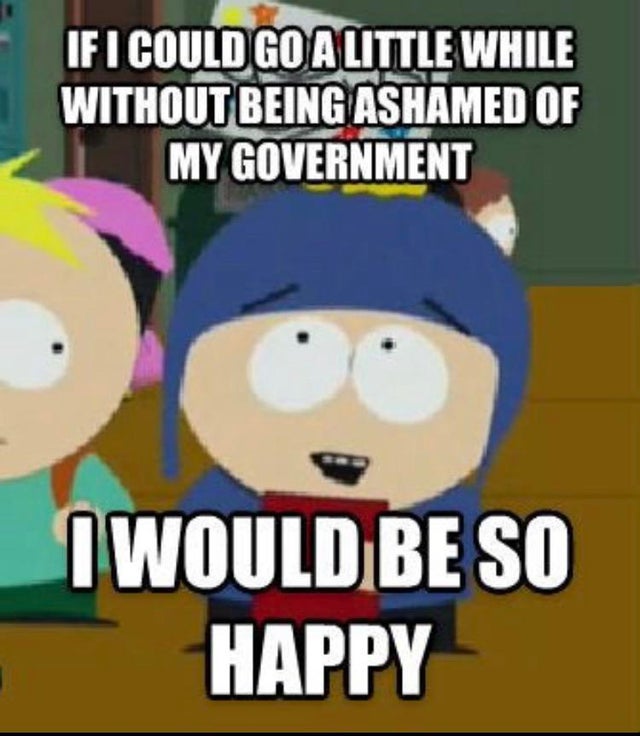 IF I COULD GO A LITTLE WHILE
WITHOUT BEING ASHAMED OF
MY GOVERNMENT
I WOULD BE SO
HAPPY